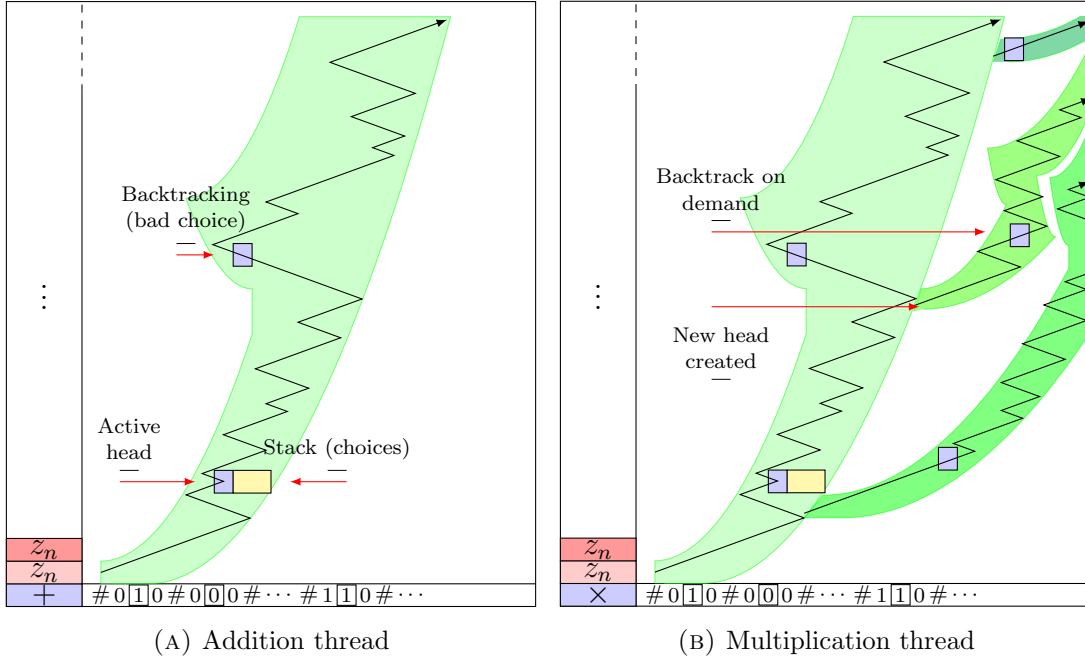 Backtracking
(bad choice)
⋮
Active
head
Stack (choices)
z_n
z_n
+
# 0 1 0 # 0 0 0 # ⋯ # 1 1 0 # ⋯
(A) Addition thread
Backtrack on
demand
⋮
New head
created
z_n
z_n
×
# 0 1 0 # 0 0 0 # ⋯ # 1 1 0 # ⋯
(B) Multiplication thread